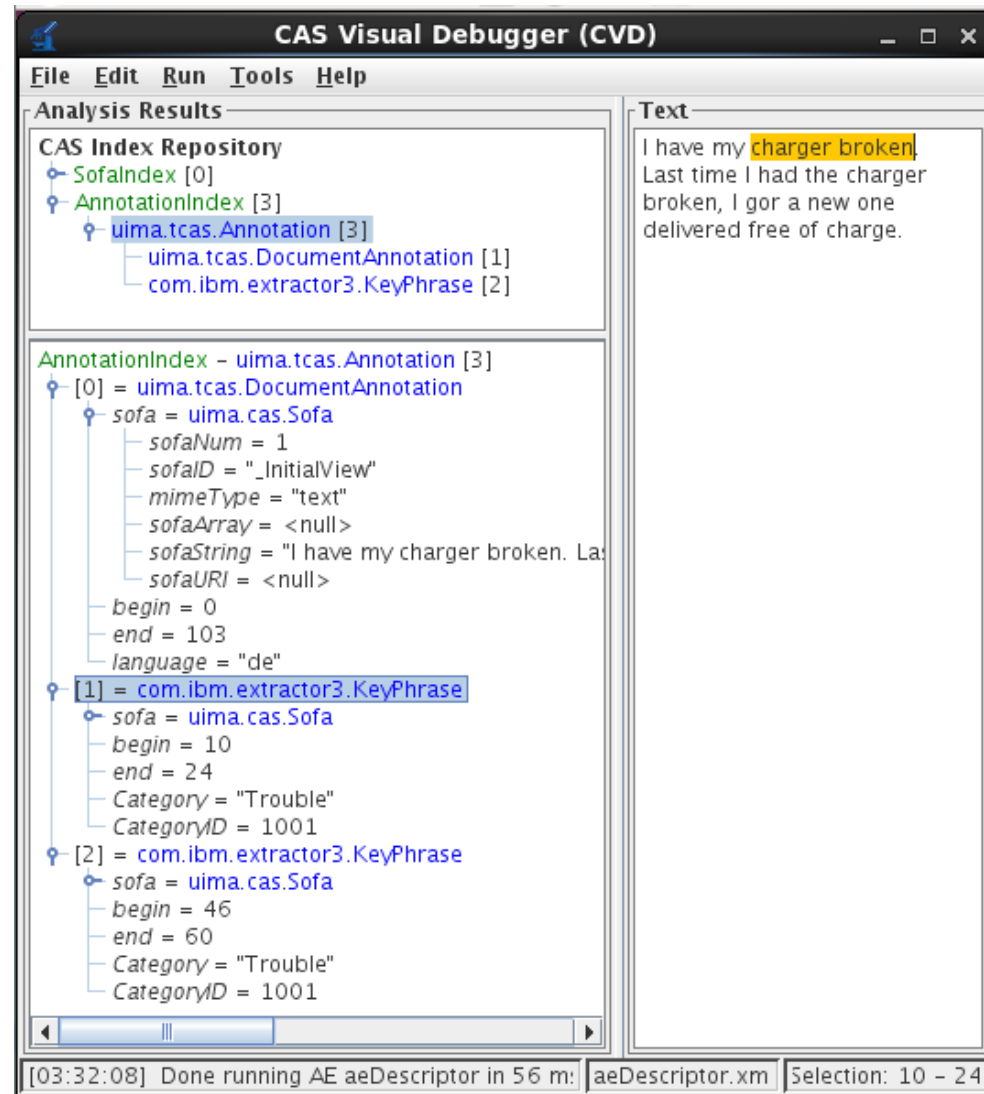 CAS Visual Debugger (CVD)
File Edit Run Tools Help
Analysis Results
CAS Index Repository
SofaIndex [0]
AnnotationIndex [3]
uima.tcas.Annotation [3]
uima.tcas.DocumentAnnotation [1]
com.ibm.extractor3.KeyPhrase [2]
AnnotationIndex – uima.tcas.Annotation [3]
[0] = uima.tcas.DocumentAnnotation
sofa = uima.cas.Sofa
sofaNum = 1
sofaID = "_InitialView"
mimeType = "text"
sofaArray = <null>
sofaString = "I have my charger broken. Las
sofaURI = <null>
begin = 0
end = 103
language = "de"
[1] = com.ibm.extractor3.KeyPhrase
sofa = uima.cas.Sofa
begin = 10
end = 24
Category = "Trouble"
CategoryID = 1001
[2] = com.ibm.extractor3.KeyPhrase
sofa = uima.cas.Sofa
begin = 46
end = 60
Category = "Trouble"
CategoryID = 1001
Text
I have my charger broken.
Last time I had the charger
broken, I gor a new one
delivered free of charge.
[03:32:08] Done running AE aeDescriptor in 56 ms
aeDescriptor.xm
Selection: 10 – 24